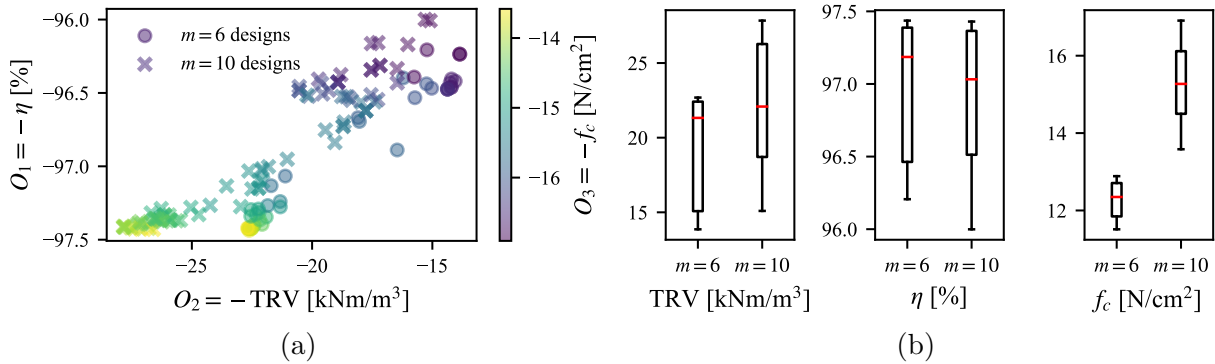 −96.0
−96.5
−97.0
−97.5
O₁ = −η [%]
m = 6 designs
m = 10 designs
−25
−20
−15
O₂ = −TRV [kNm/m³]
−14
−15
−16
O₃ = −f_c [N/cm²]
(a)
25
20
15
m = 6
m = 10
TRV [kNm/m³]
97.5
97.0
96.5
96.0
m = 6
m = 10
η [%]
16
14
12
m = 6
m = 10
f_c [N/cm²]
(b)